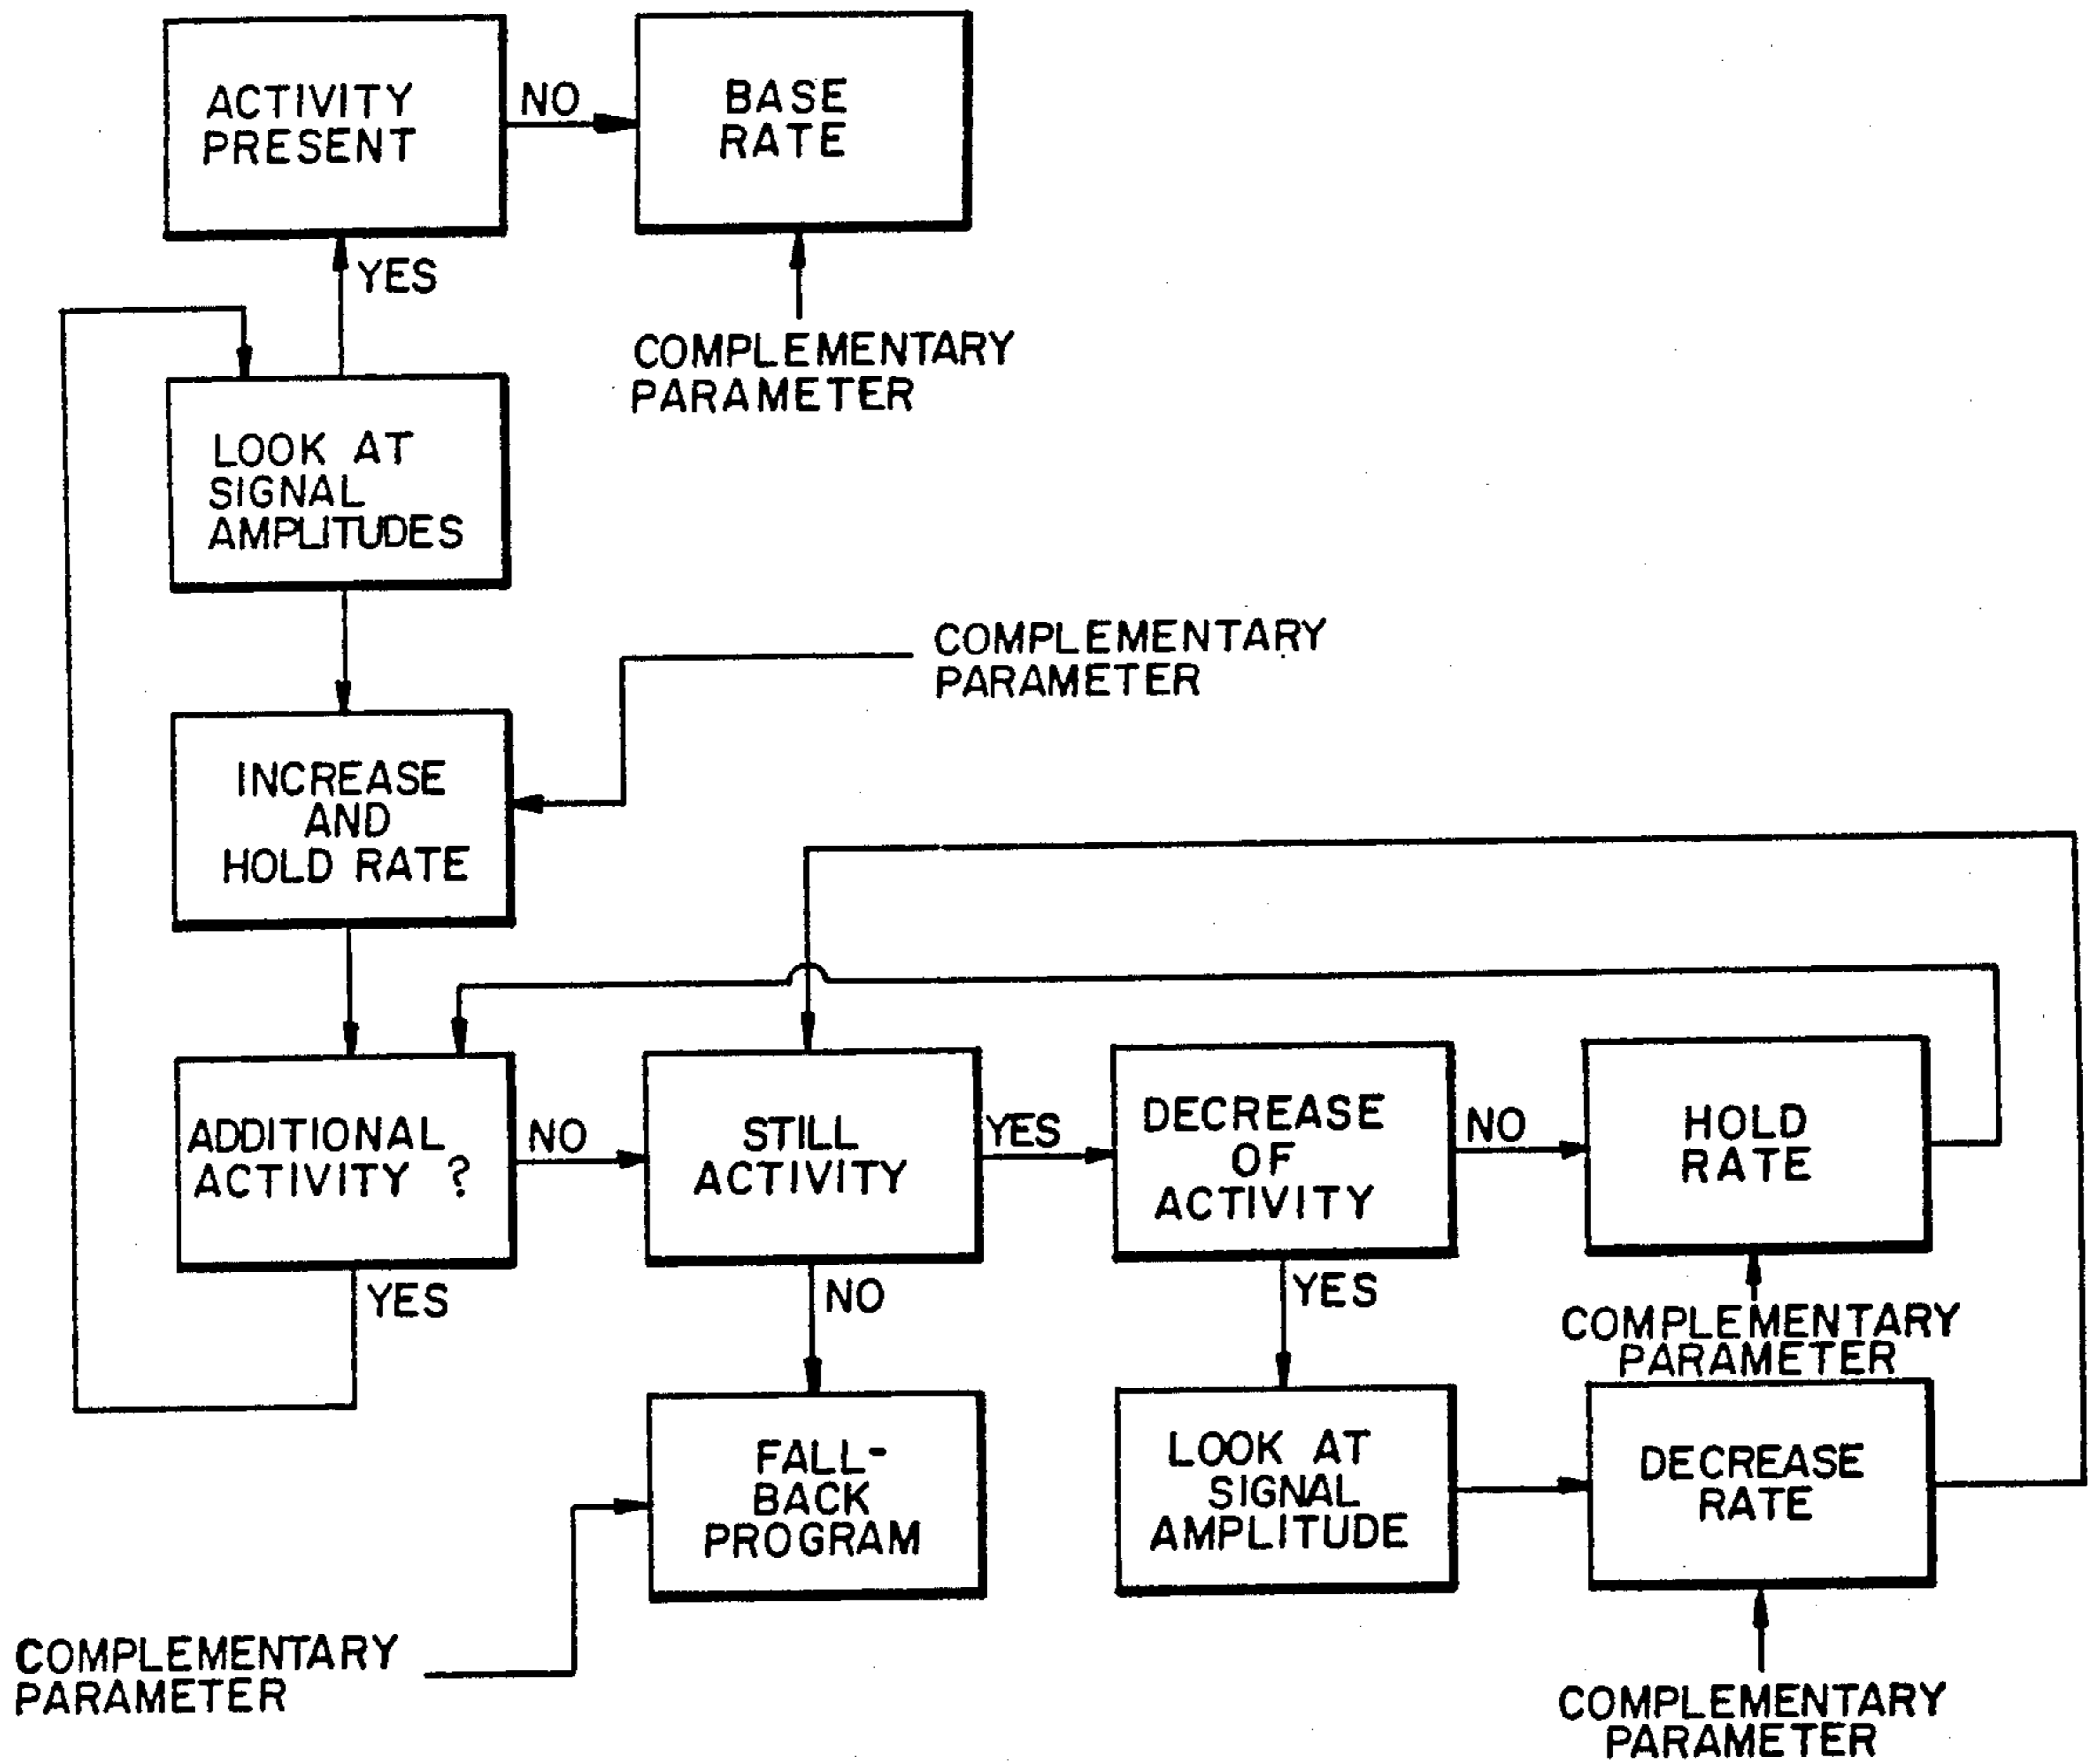 ACTIVITY
PRESENT
NO
BASE
RATE
YES
COMPLEMENTARY
PARAMETER
LOOK AT
SIGNAL
AMPLITUDES
COMPLEMENTARY
PARAMETER
INCREASE
AND
HOLD RATE
ADDITIONAL
ACTIVITY ?
NO
STILL
ACTIVITY
YES
DECREASE
OF
ACTIVITY
NO
HOLD
RATE
YES
NO
YES
COMPLEMENTARY
PARAMETER
FALL-
BACK
PROGRAM
LOOK AT
SIGNAL
AMPLITUDE
DECREASE
RATE
COMPLEMENTARY
PARAMETER
COMPLEMENTARY
PARAMETER